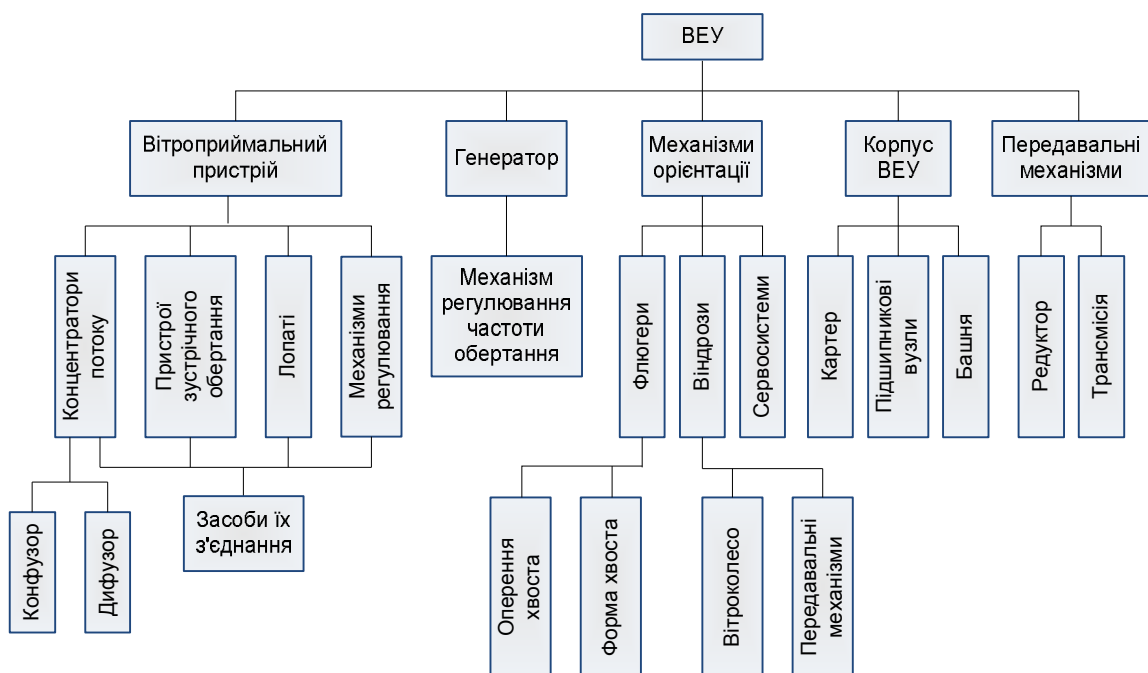 ВЕУ
Вітроприймальний
пристрій
Генератор
Механізми
орієнтації
Корпус
ВЕУ
Передавальні
механізми
Концентратори
потоку
Пристрої
зустрічного
обертання
Лопаті
Механізми
регулювання
Механізм
регулювання
частоти
обертання
Флюгери
Віндрози
Сервосистеми
Картер
Підшипникові
вузли
Башня
Редуктор
Трансмісія
Конфузор
Дифузор
Засоби їх
з'єднання
Оперення
хвоста
Форма хвоста
Вітроколесо
Передавальні
механізми